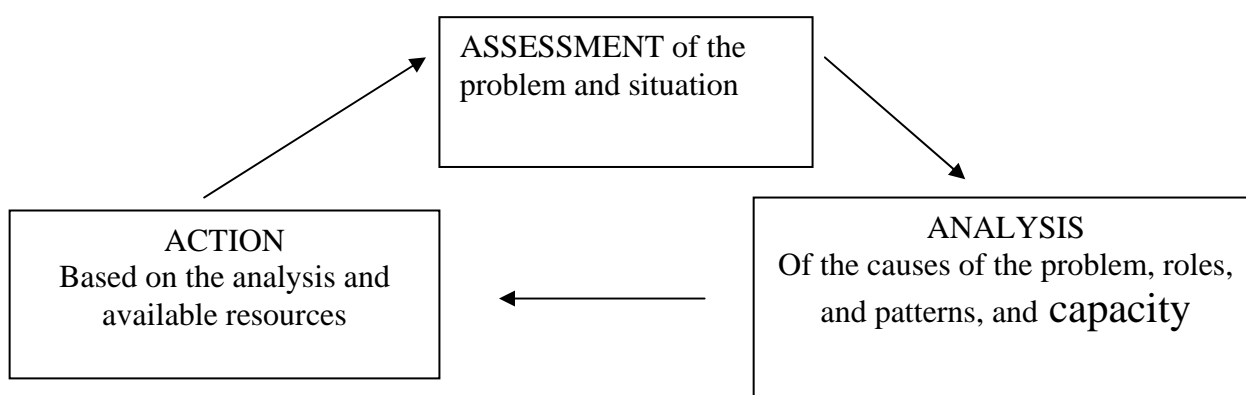 ASSESSMENT of the
problem and situation
ACTION
Based on the analysis and
available resources
ANALYSIS
Of the causes of the problem, roles,
and patterns, and capacity